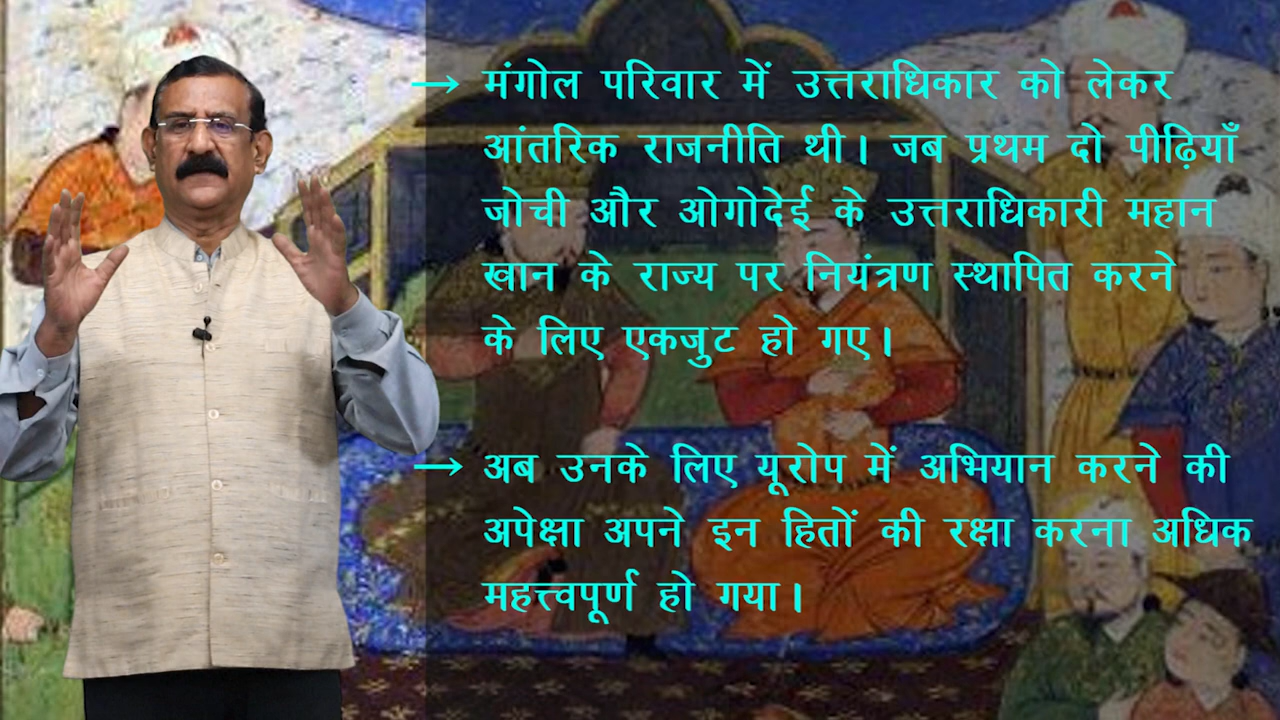 → मंगोल परिवार में उत्तराधिकार को लेकर
आंतरिक राजनीति थी। जब प्रथम दो पीढ़ियाँ
जोची और ओगोदेई के उत्तराधिकारी महान
खान के राज्य पर नियंत्रण स्थापित करने
के लिए एकजुट हो गए।
→ अब उनके लिए यूरोप में अभियान करने की
अपेक्षा अपने इन हितों की रक्षा करना अधिक
महत्त्वपूर्ण हो गया।